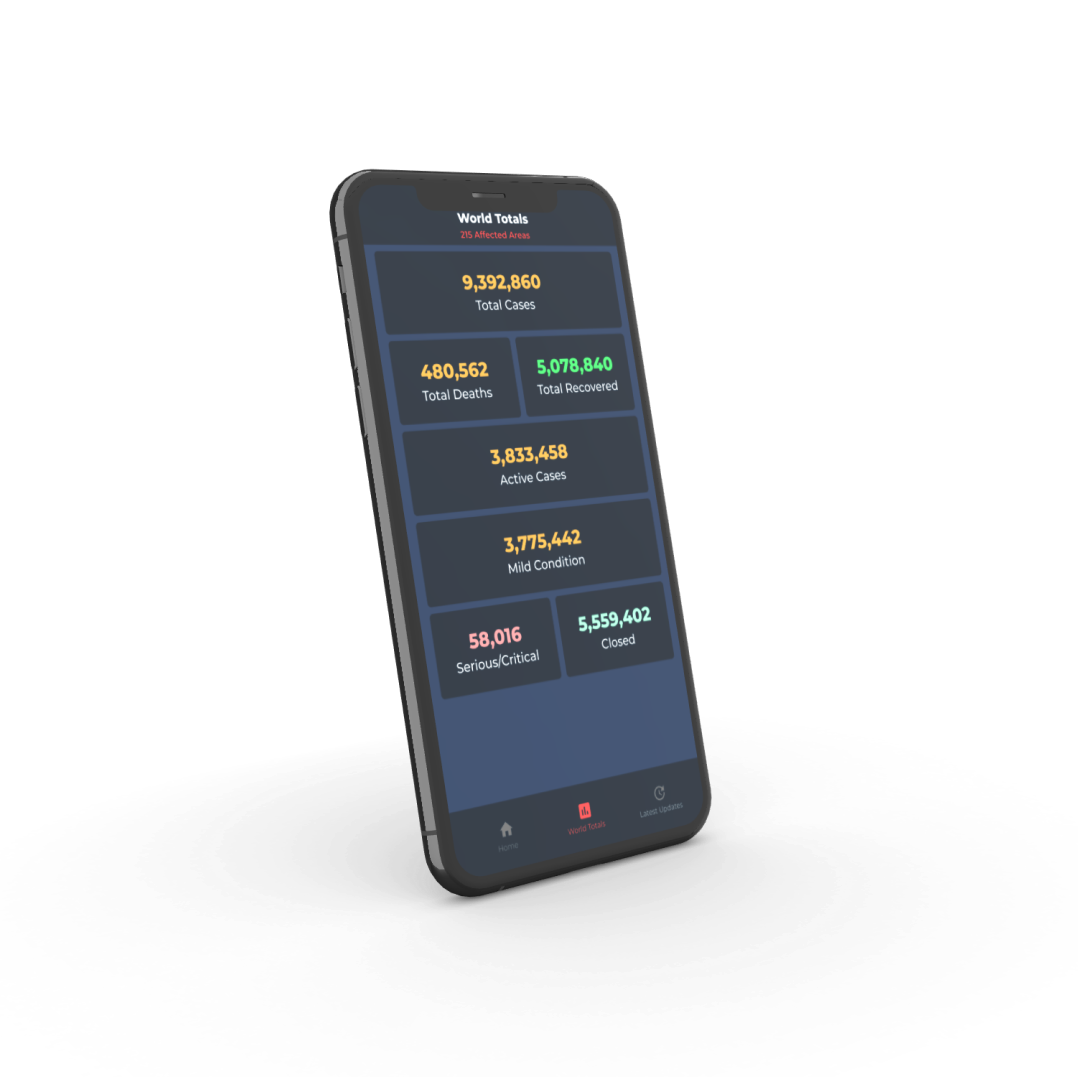 World Totals
215 Affected Areas
9,392,860
Total Cases
480,562
Total Deaths
5,078,840
Total Recovered
3,833,458
Active Cases
3,775,442
Mild Condition
58,016
Serious/Critical
5,559,402
Closed
Home
World Totals
Latest Updates